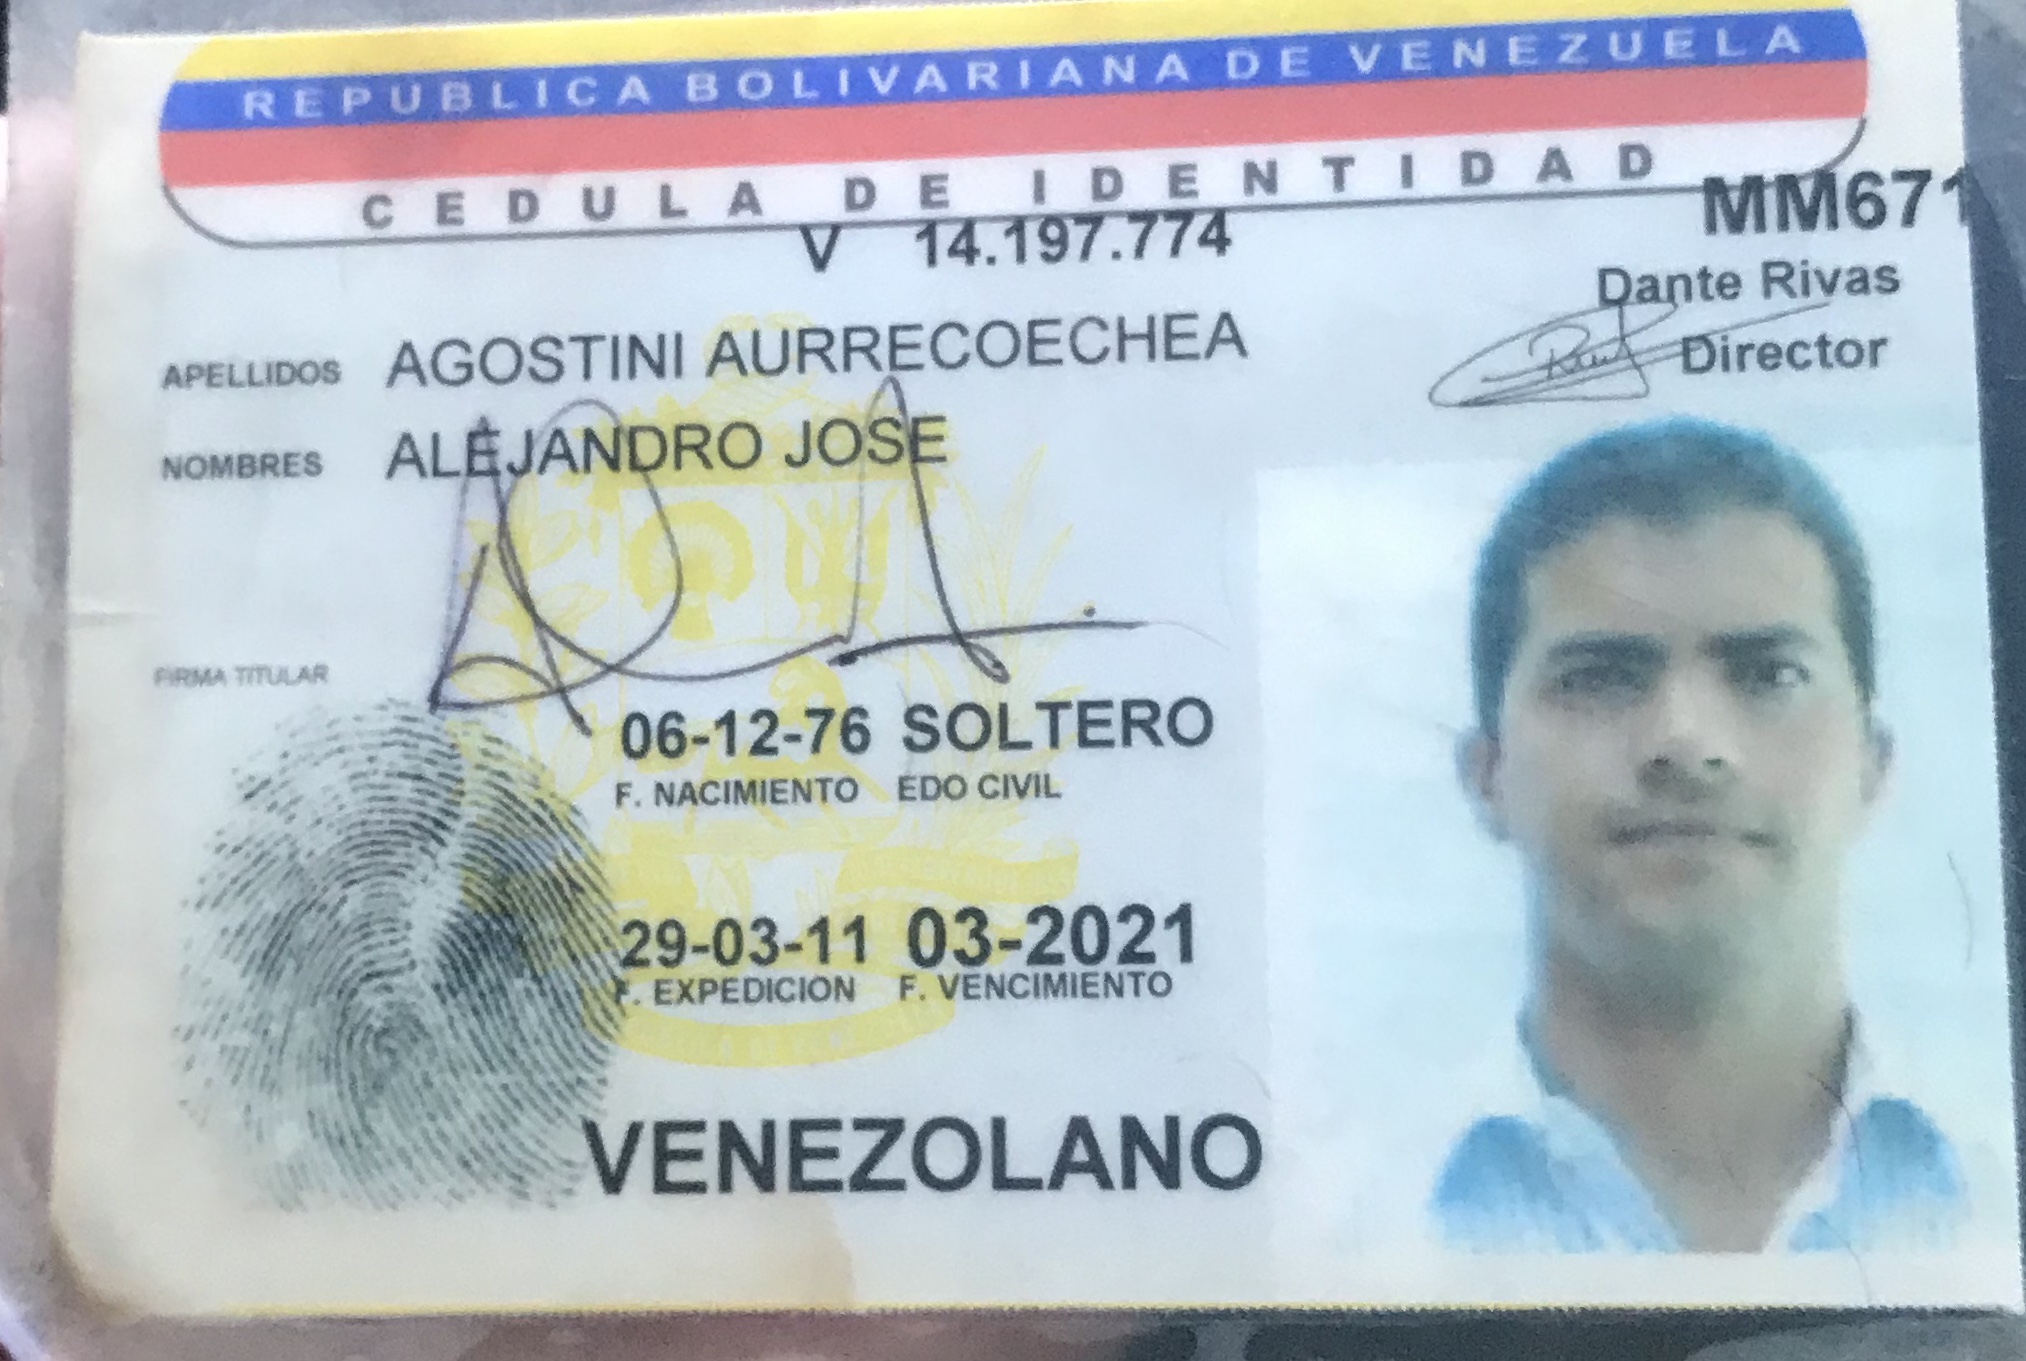 REPUBLICA BOLIVARIANA DE VENEZUELA
CEDULA DE IDENTIDAD
V 14.197.774
MM671
Dante Rivas
Director
APELLIDOS AGOSTINI AURRECOECHEA
NOMBRES ALEJANDRO JOSE
FIRMA TITULAR
06-12-76 SOLTERO
F. NACIMIENTO EDO CIVIL
29-03-11 03-2021
F. EXPEDICION F. VENCIMIENTO
VENEZOLANO